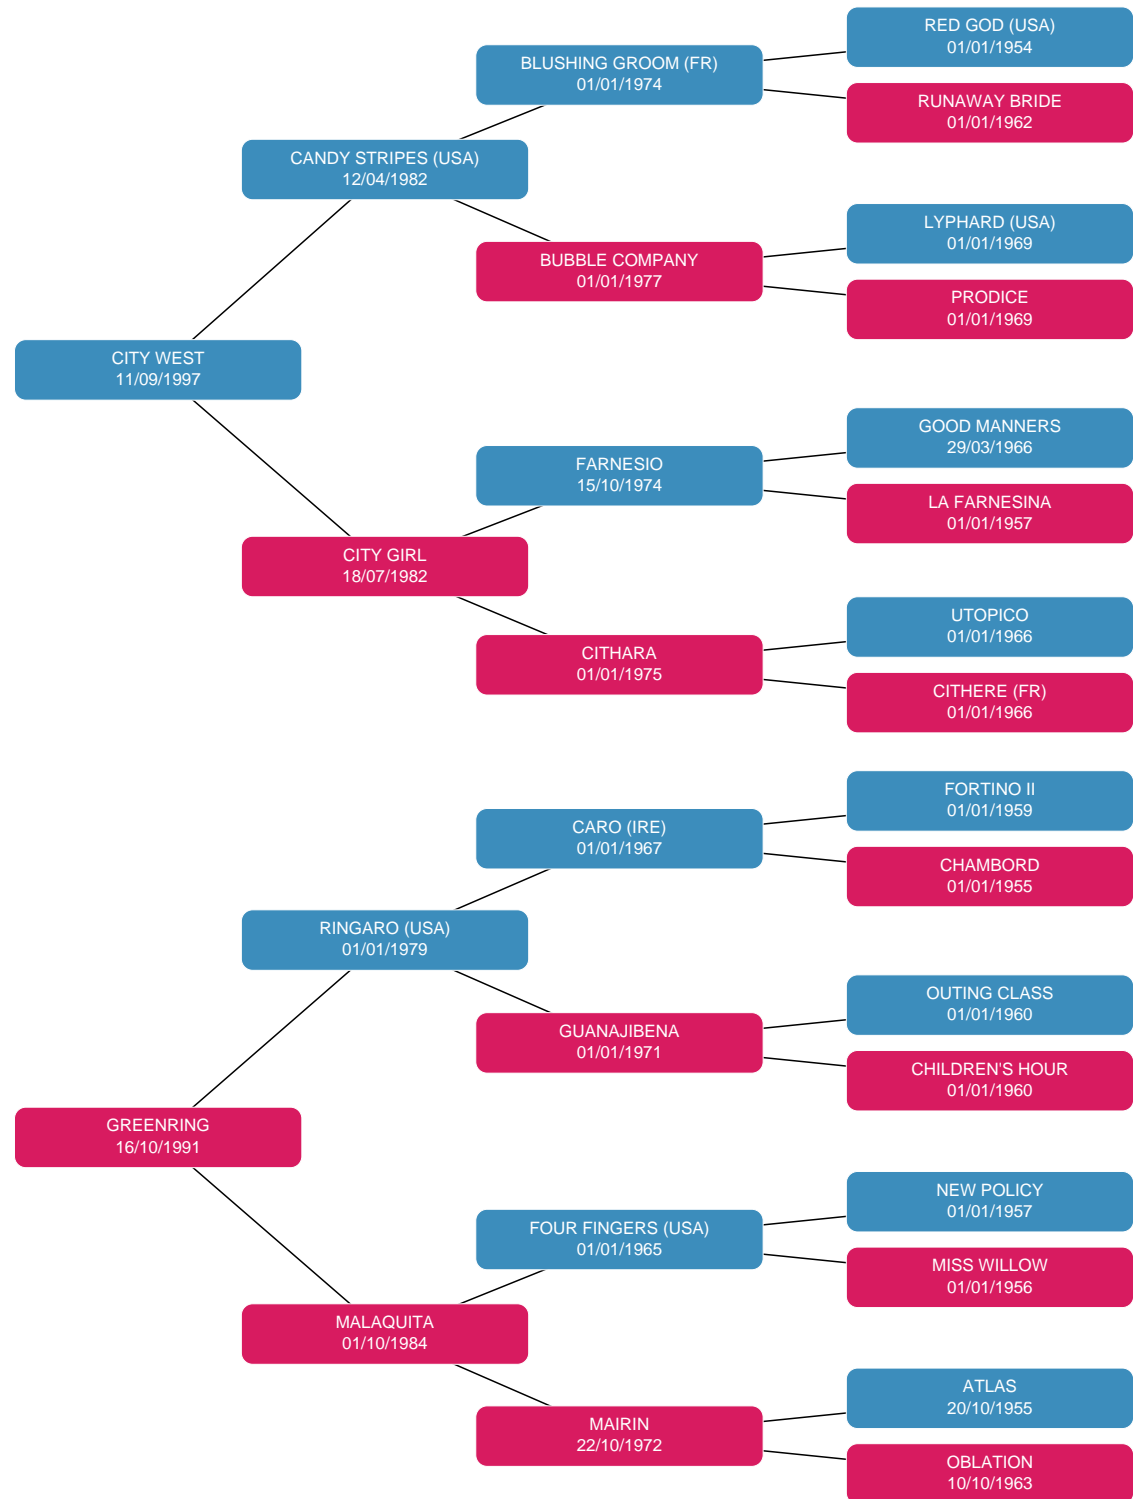 RED GOD (USA)
01/01/1954
BLUSHING GROOM (FR)
01/01/1974
RUNAWAY BRIDE
01/01/1962
CANDY STRIPES (USA)
12/04/1982
LYPHARD (USA)
01/01/1969
BUBBLE COMPANY
01/01/1977
PRODICE
01/01/1969
CITY WEST
11/09/1997
GOOD MANNERS
29/03/1966
FARNESIO
15/10/1974
LA FARNESINA
01/01/1957
CITY GIRL
18/07/1982
UTOPICO
01/01/1966
CITHARA
01/01/1975
CITHERE (FR)
01/01/1966
FORTINO II
01/01/1959
CARO (IRE)
01/01/1967
CHAMBORD
01/01/1955
RINGARO (USA)
01/01/1979
OUTING CLASS
01/01/1960
GUANAJIBENA
01/01/1971
CHILDREN'S HOUR
01/01/1960
GREENRING
16/10/1991
NEW POLICY
01/01/1957
FOUR FINGERS (USA)
01/01/1965
MISS WILLOW
01/01/1956
MALAQUITA
01/10/1984
ATLAS
20/10/1955
MAIRIN
22/10/1972
OBLATION
10/10/1963